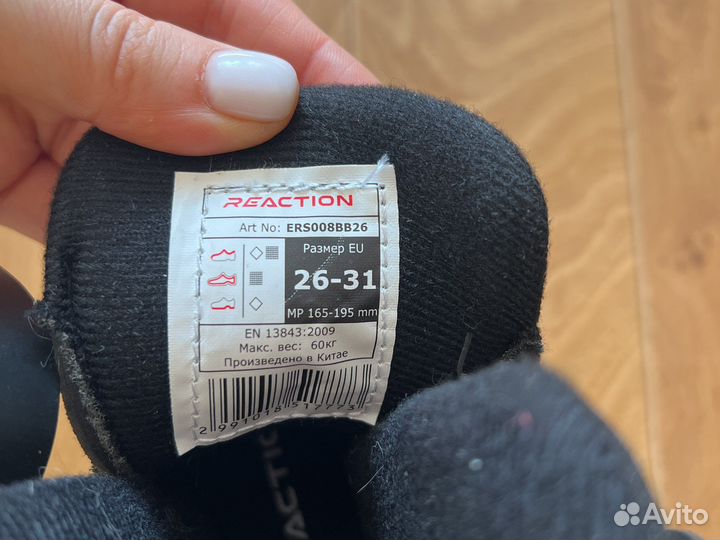 REACTION
Art No: ERS008BB26
Размер EU
26-31
MP 165-195 mm
EN 13843:2009
Макс. вес: 60кг
Произведено в Китае
ACTIO
Avito